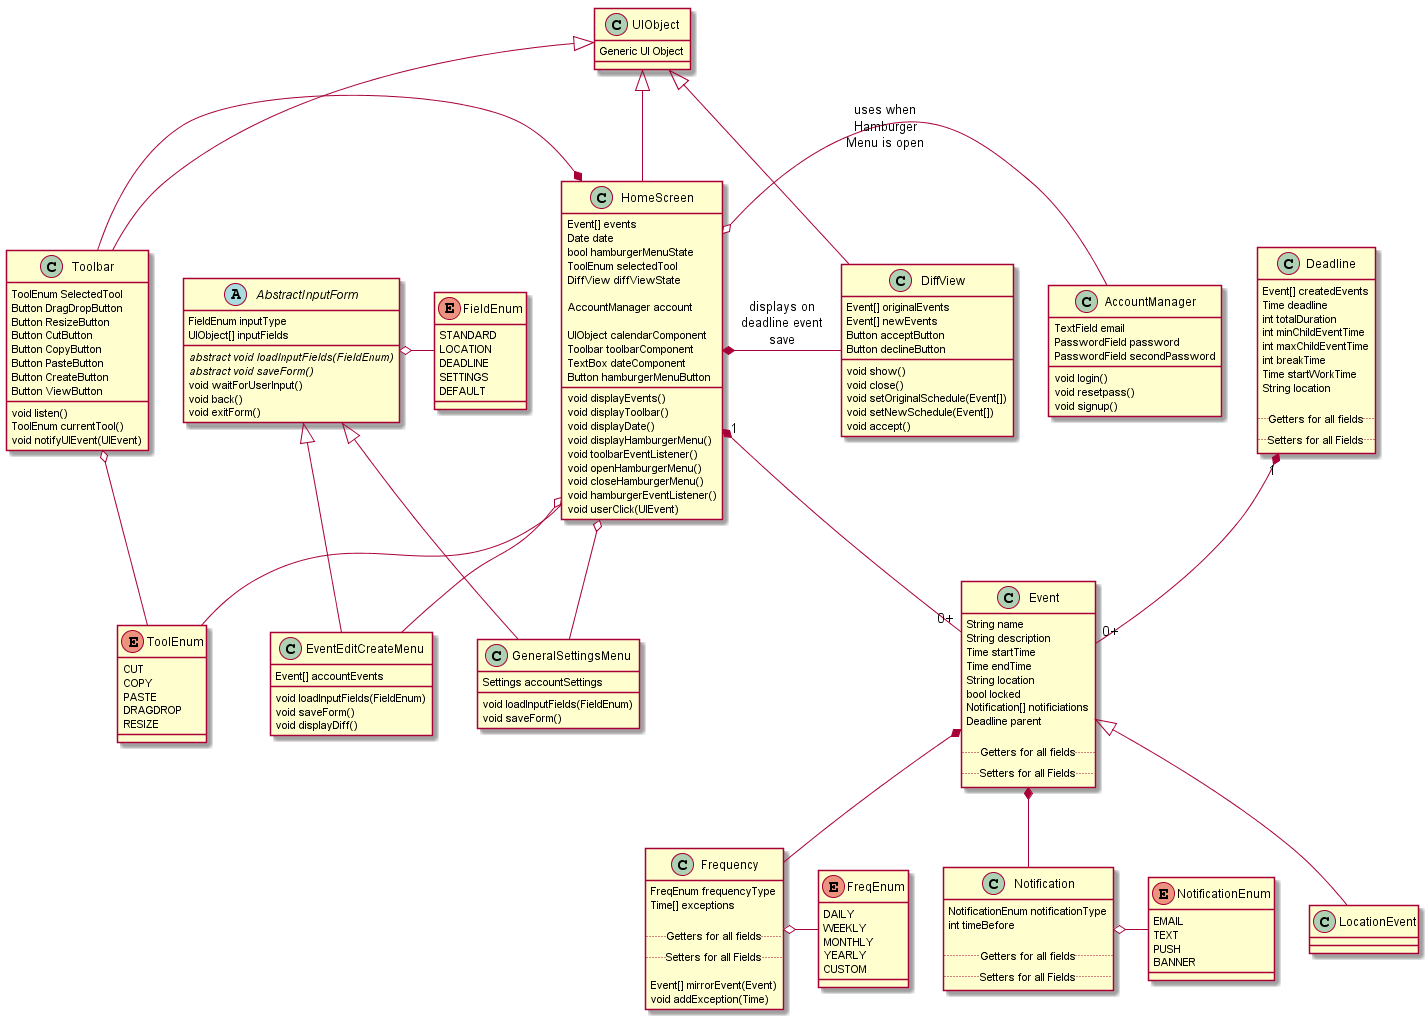 C UIObject
Generic UI Object
uses when
Hamburger
Menu is open
C HomeScreen
Event[] events
Date date
bool hamburgerMenuState
ToolEnum selectedTool
DiffView diffViewState
AccountManager account
UIObject calendarComponent
Toolbar toolbarComponent
TextBox dateComponent
Button hamburgerMenuButton
void displayEvents()
void displayToolbar()
void displayDate()
void displayHamburgerMenu()
void toolbarEventListener()
void openHamburgerMenu()
void closeHamburgerMenu()
void hamburgerEventListener()
void userClick(UIEvent)
C Toolbar
ToolEnum SelectedTool
Button DragDropButton
Button ResizeButton
Button CutButton
Button CopyButton
Button PasteButton
Button CreateButton
Button ViewButton
void listen()
ToolEnum currentTool()
void notifyUIEvent(UIEvent)
A AbstractInputForm
FieldEnum inputType
UIObject[] inputFields
abstract void loadInputFields(FieldEnum)
abstract void saveForm()
void waitForUserInput()
void back()
void exitForm()
E FieldEnum
STANDARD
LOCATION
DEADLINE
SETTINGS
DEFAULT
displays on
deadline event
save
C DiffView
Event[] originalEvents
Event[] newEvents
Button acceptButton
Button declineButton
void show()
void close()
void setOriginalSchedule(Event[])
void setNewSchedule(Event[])
void accept()
C AccountManager
TextField email
PasswordField password
PasswordField secondPassword
void login()
void resetpass()
void signup()
C Deadline
Event[] createdEvents
Time deadline
int totalDuration
int minChildEventTime
int maxChildEventTime
int breakTime
Time startWorkTime
String location
Getters for all fields
Setters for all Fields
1
1
0+
0+
E ToolEnum
CUT
COPY
PASTE
DRAGDROP
RESIZE
C EventEditCreateMenu
Event[] accountEvents
void loadInputFields(FieldEnum)
void saveForm()
void displayDiff()
C GeneralSettingsMenu
Settings accountSettings
void loadInputFields(FieldEnum)
void saveForm()
C Event
String name
String description
Time startTime
Time endTime
String location
bool locked
Notification[] notificiations
Deadline parent
Getters for all fields
Setters for all Fields
C Frequency
FreqEnum frequencyType
Time[] exceptions
Getters for all fields
Setters for all Fields
Event[] mirrorEvent(Event)
void addException(Time)
E FreqEnum
DAILY
WEEKLY
MONTHLY
YEARLY
CUSTOM
C Notification
NotificationEnum notificationType
int timeBefore
Getters for all fields
Setters for all Fields
E NotificationEnum
EMAIL
TEXT
PUSH
BANNER
C LocationEvent